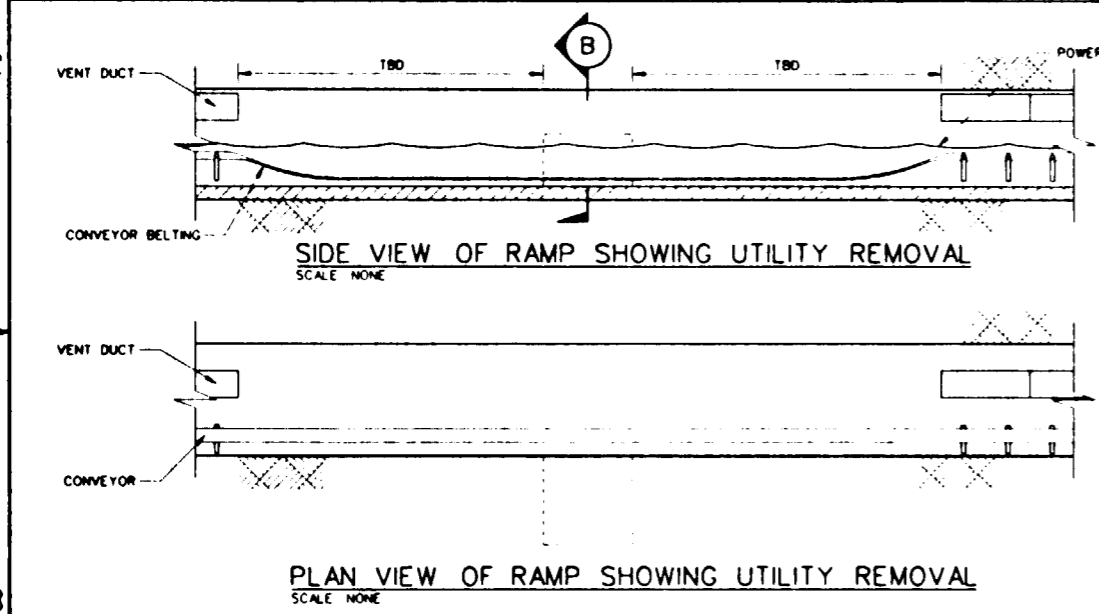 B
TBD
TBD
POWER
VENT DUCT
CONVEYOR BELTING
SIDE VIEW OF RAMP SHOWING UTILITY REMOVAL
SCALE NONE
VENT DUCT
CONVEYOR
PLAN VIEW OF RAMP SHOWING UTILITY REMOVAL
SCALE NONE